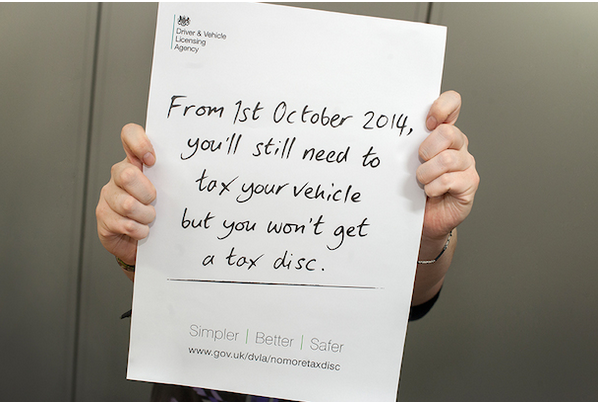 Driver & Vehicle
Licensing
Agency
From 1st October 2014,
you'll still need to
tax your vehicle
but you won't get
a tax disc.
Simpler | Better | Safer
www.gov.uk/dvla/nomoretaxdisc